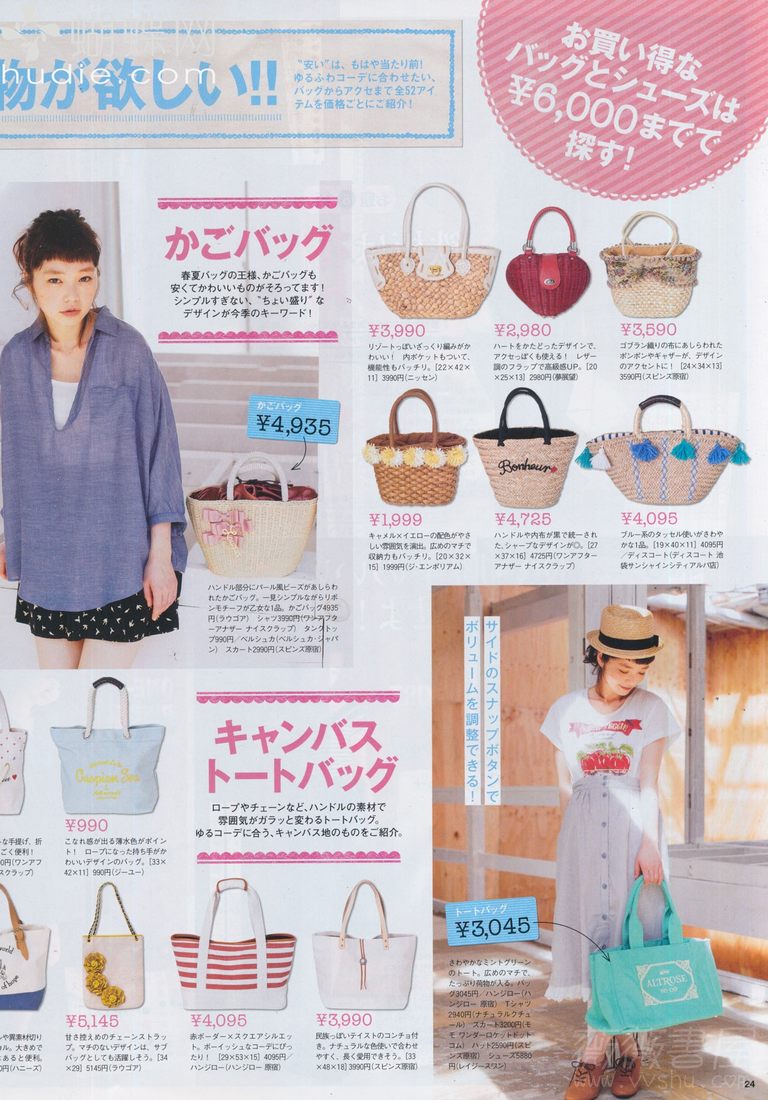 hudie.com
物が欲しい!!
"安い"は、もはや当たり前!
ゆるふわコーデに合わせたい、
バッグからアクセまで全52アイ
テムを価格ごとにご紹介!
お買い得な
バッグとシューズは
¥6,000までで
探す!
かごバッグ
春夏バッグの王様、かごバッグも
安くてかわいいものがそろってます!
シンプルすぎない、"ちょい盛り"な
デザインが今季のキーワード!
かごバッグ
¥4,935
ハンドル部分にパール風ビーズがあしらわ
れたかごバッグ。一見シンプルながらリボ
ンモチーフが乙女な1品。かごバッグ4935
円(ラウゴア) シャツ3990円(ワンアフタ
ーアナザー ナイスクラップ) タンクトッ
プ990円/ベルシュカ(ベルシュカ・ジャパ
ン) スカート2990円(スピンズ原宿)
¥3,990
リゾートっぽいざっくり編みがか
わいい! 内ポケットもついて、
機能性もバッチリ。[22×42×
11] 3990円(ニッセン)
¥2,980
ハートをかたどったデザインで、
アクセっぽくも使える! レザー
調のフラップで高級感UP。[20
×25×13] 2980円(夢展望)
¥3,590
ゴブラン織りの布にあしらわれた
ポンポンやギャザーが、デザイン
のアクセントに! [24×34×13]
3590円(スピンズ原宿)
¥1,999
キャメル×イエローの配色がやさ
しい雰囲気を演出。広めのマチで
収納力もバッチリ。[20×32×
15] 1999円(ジ・エンポリアム)
Bonheur
¥4,725
ハンドルや内布が黒で統一され
た、シャープなデザインが◎。[27
×37×16] 4725円(ワンアフター
アナザー ナイスクラップ)
¥4,095
ブルー系のタッセル使いがさわや
かな1品。[19×40×11] 4095円
/ディスコート(ディスコート 池
袋サンシャインシティアルパ店)
キャンバス
トートバッグ
ロープやチェーンなど、ハンドルの素材で
雰囲気がガラッと変わるトートバッグ。
ゆるコーデに合う、キャンバス地のものをご紹介。
Caspian Sea
¥990
こなれ感が出る薄水色がポイン
ト! ロープになった持ち手がか
わいいデザインのバッグ。[33×
42×11] 990円(ジーユー)
な手提げ、折
ごく便利!
0円(ワンアフ
スクラップ)
や異素材切り
ル。大きめで
あると便利。
円(ハニーズ)
¥5,145
甘さ控えめのチェーンストラッ
プ。マチのないデザインは、サブ
バッグとしても活躍しそう。[34
×29] 5145円(ラウゴア)
¥4,095
赤ボーダー×スクエアシルエッ
ト。ボーイッシュなコーデにぴっ
たり! [29×53×15] 4095円/
ハンジロー(ハンジロー 原宿)
¥3,990
民族っぽいテイストのコンチョ付
き。ナチュラルな色使いで合わせ
やすく、長く愛用できそう。[33
×48×18] 3990円(スピンズ原宿)
サイドのスナップボタンで
ボリュームを調整できる!
トートバッグ
¥3,045
さわやかなミントグリーン
のトート。広めのマチで、
たっぷり荷物が入る。バッ
グ3045円/ハンジロー(ハ
ンジロー 原宿) Tシャツ
2940円(ナチュラルクチュ
ール) スカート3200円(モ
モ ワンダーロケットドット
コム) ハット2590円(スピ
ンズ原宿) シューズ5880
円(レイジースワン)
ALTROSE
www.vvshu.com
24